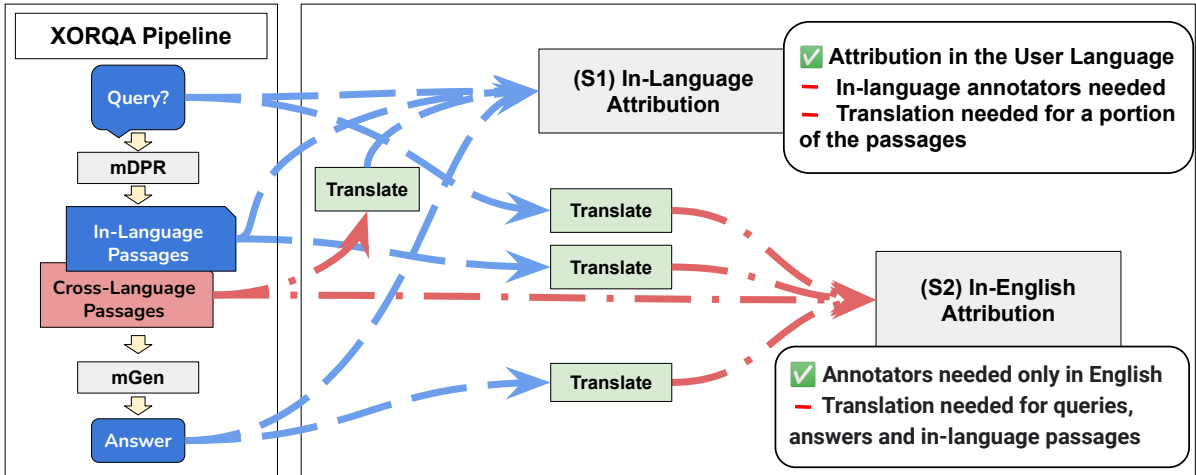 XORQA Pipeline
Query?
mDPR
In-Language
Passages
Cross-Language
Passages
mGen
Answer
Translate
(S1) In-Language
Attribution
✅ Attribution in the User Language
– In-language annotators needed
– Translation needed for a portion
of the passages
Translate
Translate
Translate
(S2) In-English
Attribution
✅ Annotators needed only in English
– Translation needed for queries,
answers and in-language passages